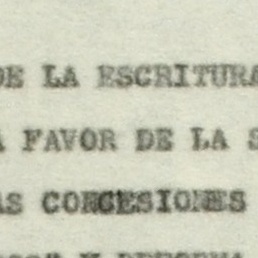 DE LA ESCRITURA
A FAVOR DE LA S
AS CONCESIONES